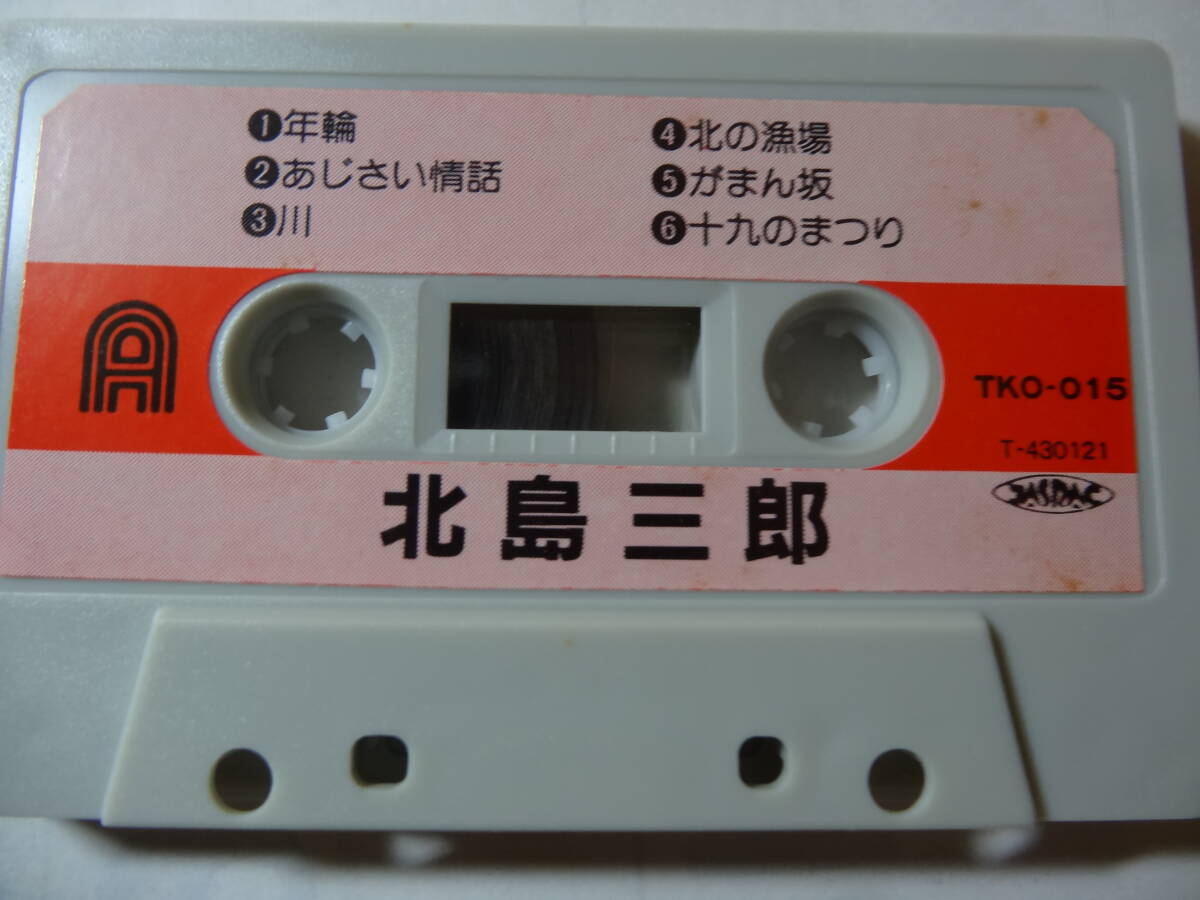 ❶年輪
❷あじさい情話
❸川
❹北の漁場
❺がまん坂
❻十九のまつり
A
TKO-015
T-430121
JASRAC
北島三郎